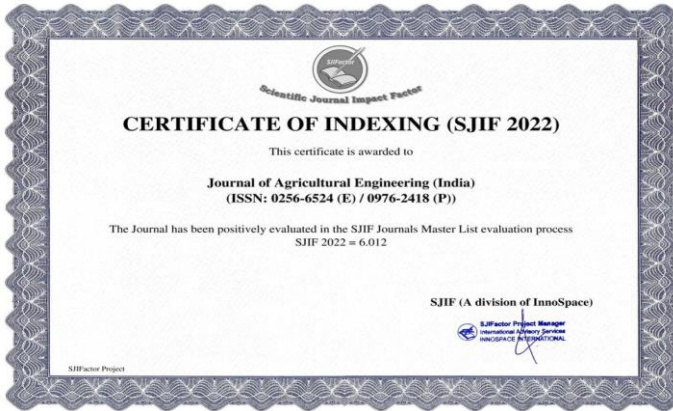 SJIFactor
Scientific Journal Impact Factor
CERTIFICATE OF INDEXING (SJIF 2022)
This certificate is awarded to
Journal of Agricultural Engineering (India)
(ISSN: 0256-6524 (E) / 0976-2418 (P))
The Journal has been positively evaluated in the SJIF Journals Master List evaluation process
SJIF 2022 = 6.012
SJIF (A division of InnoSpace)
SJIFactor Project Manager
International Advisory Services
INNOSPACE INTERNATIONAL
SJIFactor Project